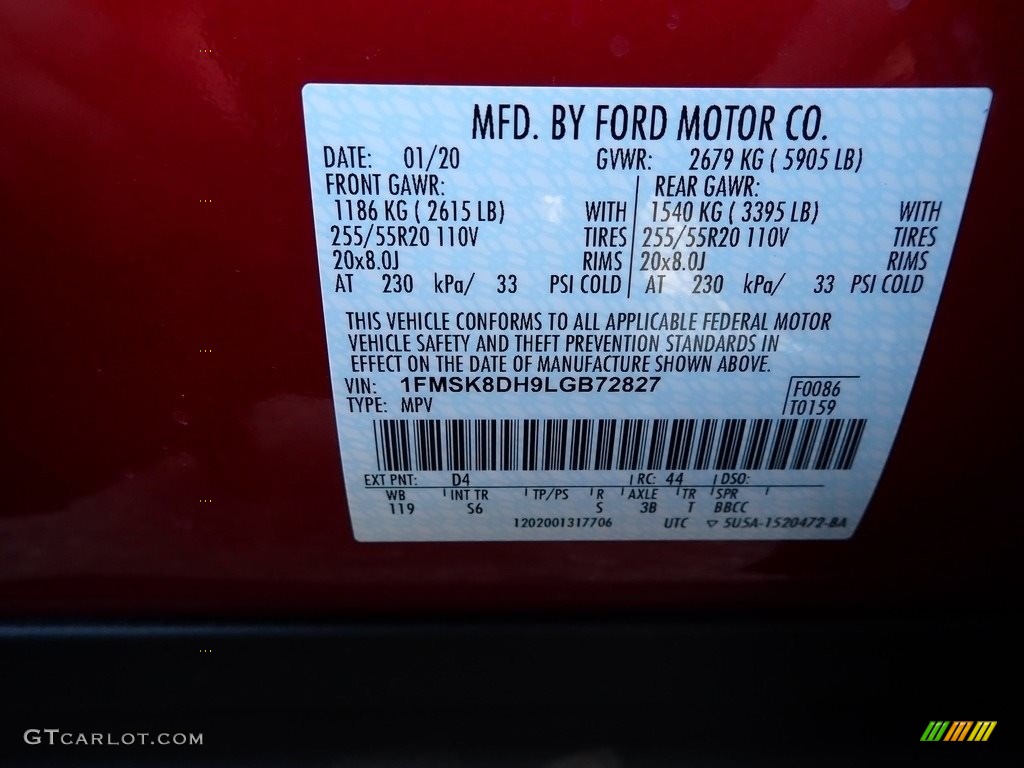 MFD. BY FORD MOTOR CO.
DATE: 01/20 GVWR: 2679 KG ( 5905 LB)
FRONT GAWR: REAR GAWR:
1186 KG ( 2615 LB) WITH 1540 KG ( 3395 LB) WITH
255/55R20 110V TIRES 255/55R20 110V TIRES
20x8.0J RIMS 20x8.0J RIMS
AT 230 kPa/ 33 PSI COLD AT 230 kPa/ 33 PSI COLD
THIS VEHICLE CONFORMS TO ALL APPLICABLE FEDERAL MOTOR
VEHICLE SAFETY AND THEFT PREVENTION STANDARDS IN
EFFECT ON THE DATE OF MANUFACTURE SHOWN ABOVE.
VIN: 1FMSK8DH9LGB72827 F0086
TYPE: MPV T0159
EXT PNT: D4 RC: 44 DSO:
WB INT TR TP/PS R AXLE TR SPR
119 S6 S 3B T BBCC
1202001317706 UTC ▽ 5U5A-1520472-BA
GTCARLOT.COM